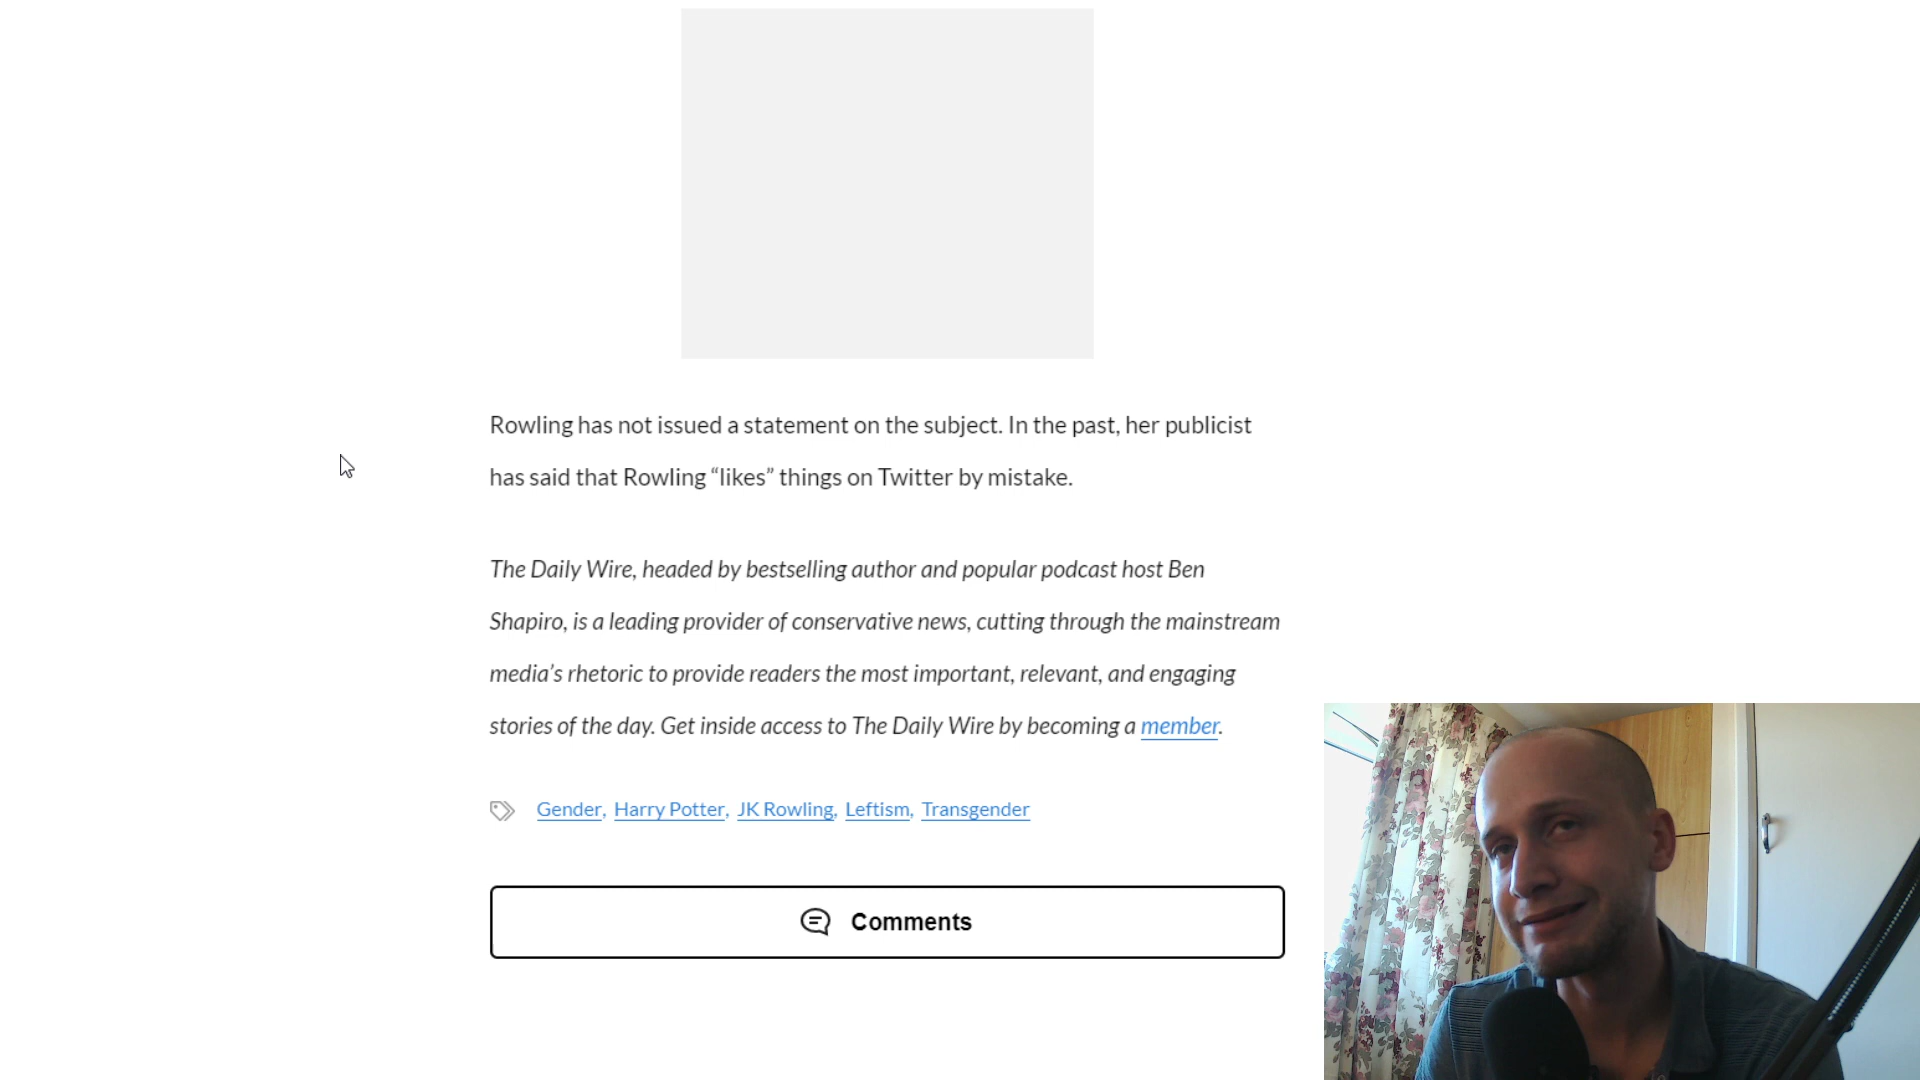 Rowling has not issued a statement on the subject. In the past, her publicist
has said that Rowling “likes” things on Twitter by mistake.
The Daily Wire, headed by bestselling author and popular podcast host Ben
Shapiro, is a leading provider of conservative news, cutting through the mainstream
media’s rhetoric to provide readers the most important, relevant, and engaging
stories of the day. Get inside access to The Daily Wire by becoming a member.
Gender, Harry Potter, JK Rowling, Leftism, Transgender
Comments